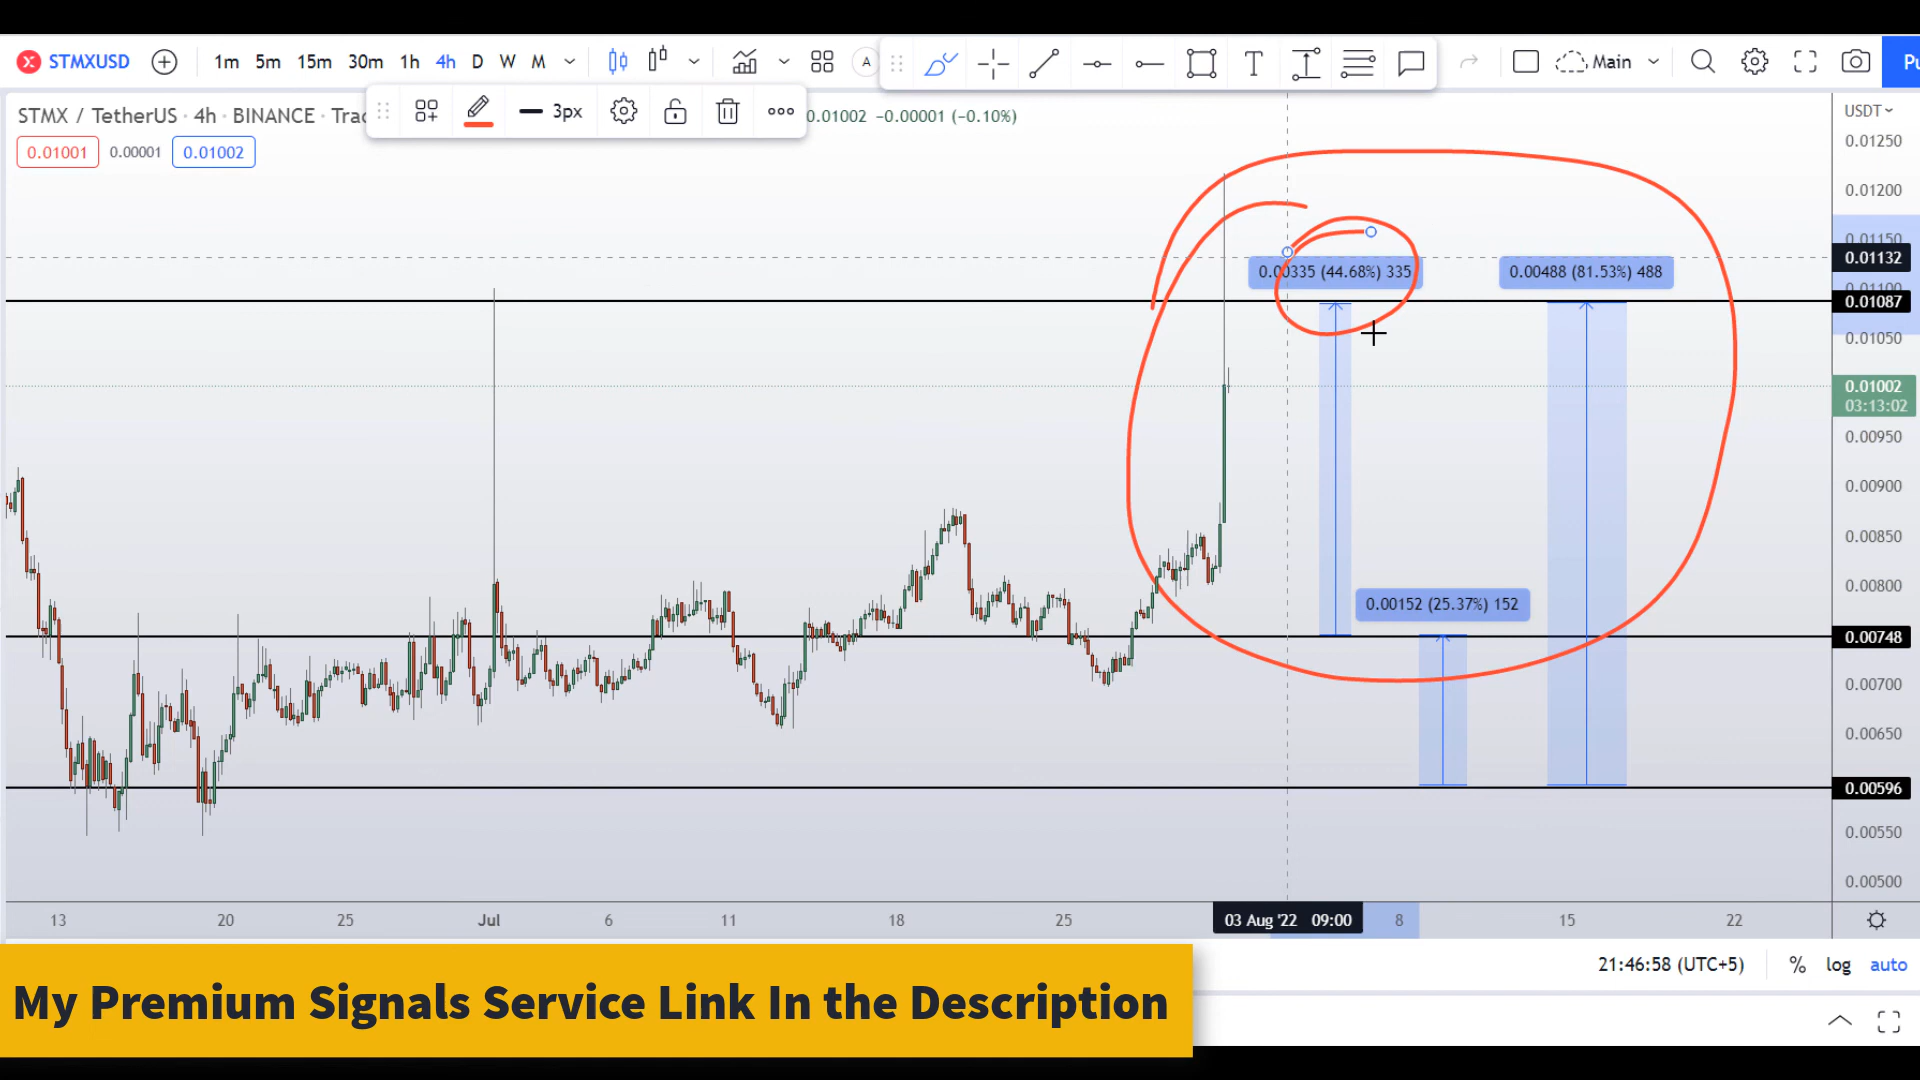 STMXUSD 1m 5m 15m 30m 1h 4h D W M A T Main
STMX / TetherUS · 4h · BINANCE · 3px 0.01002 −0.00001 (−0.10%) USDT
0.01001 0.00001 0.01002
0.01250
0.01200
0.01150
0.01132
0.00335 (44.68%) 335 0.00488 (81.53%) 488
0.01087
0.01050
0.01002
03:13:02
0.00950
0.00900
0.00850
0.00800
0.00152 (25.37%) 152
0.00748
0.00700
0.00650
0.00596
0.00550
0.00500
13 20 25 Jul 6 11 18 25 03 Aug '22 09:00 8 15 22
21:46:58 (UTC+5) % log auto
My Premium Signals Service Link In the Description